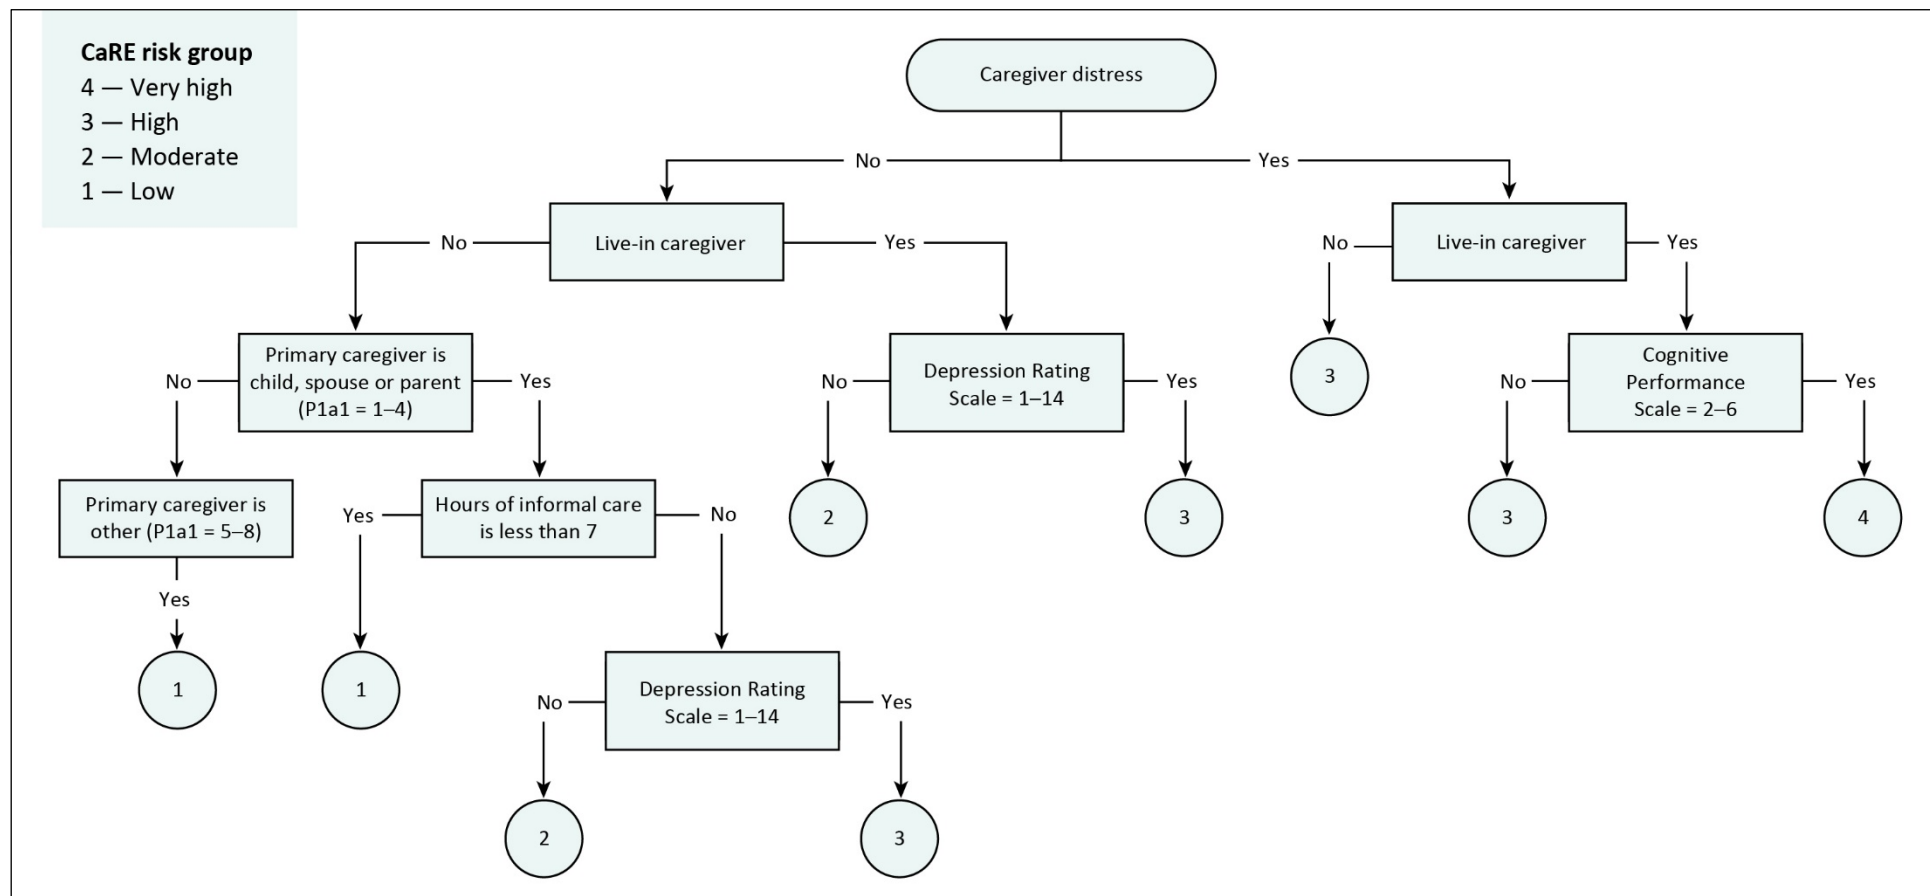 CaRE risk group
4 — Very high
3 — High
2 — Moderate
1 — Low
Caregiver distress
No
Yes
Live-in caregiver
Live-in caregiver
No
Yes
No
Yes
Primary caregiver is
child, spouse or parent
(P1a1 = 1–4)
Depression Rating
Scale = 1–14
3
Cognitive
Performance
Scale = 2–6
No
Yes
No
Yes
No
Yes
Primary caregiver is
other (P1a1 = 5–8)
Yes
Hours of informal care
is less than 7
No
2
3
3
4
Yes
1
1
No
Depression Rating
Scale = 1–14
Yes
2
3